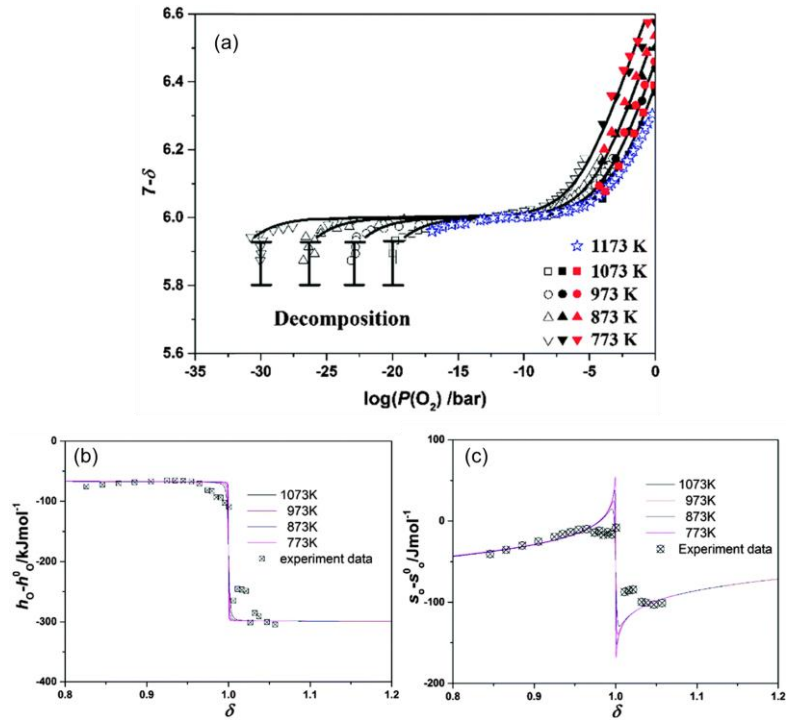 (a)
6.6
6.4
6.2
6.0
5.8
5.6
7-δ
1173 K
1073 K
973 K
873 K
773 K
Decomposition
-35 -30 -25 -20 -15 -10 -5 0
log(P(O₂) /bar)
(b)
0
-100
-200
-300
-400
hO-h⁰O/kJmol⁻¹
1073K
973K
873K
773K
experiment data
0.8 0.9 1.0 1.1 1.2
δ
(c)
100
0
-100
-200
so-s⁰o/Jmol⁻¹
1073K
973K
873K
773K
Experiment data
0.8 0.9 1.0 1.1 1.2
δ